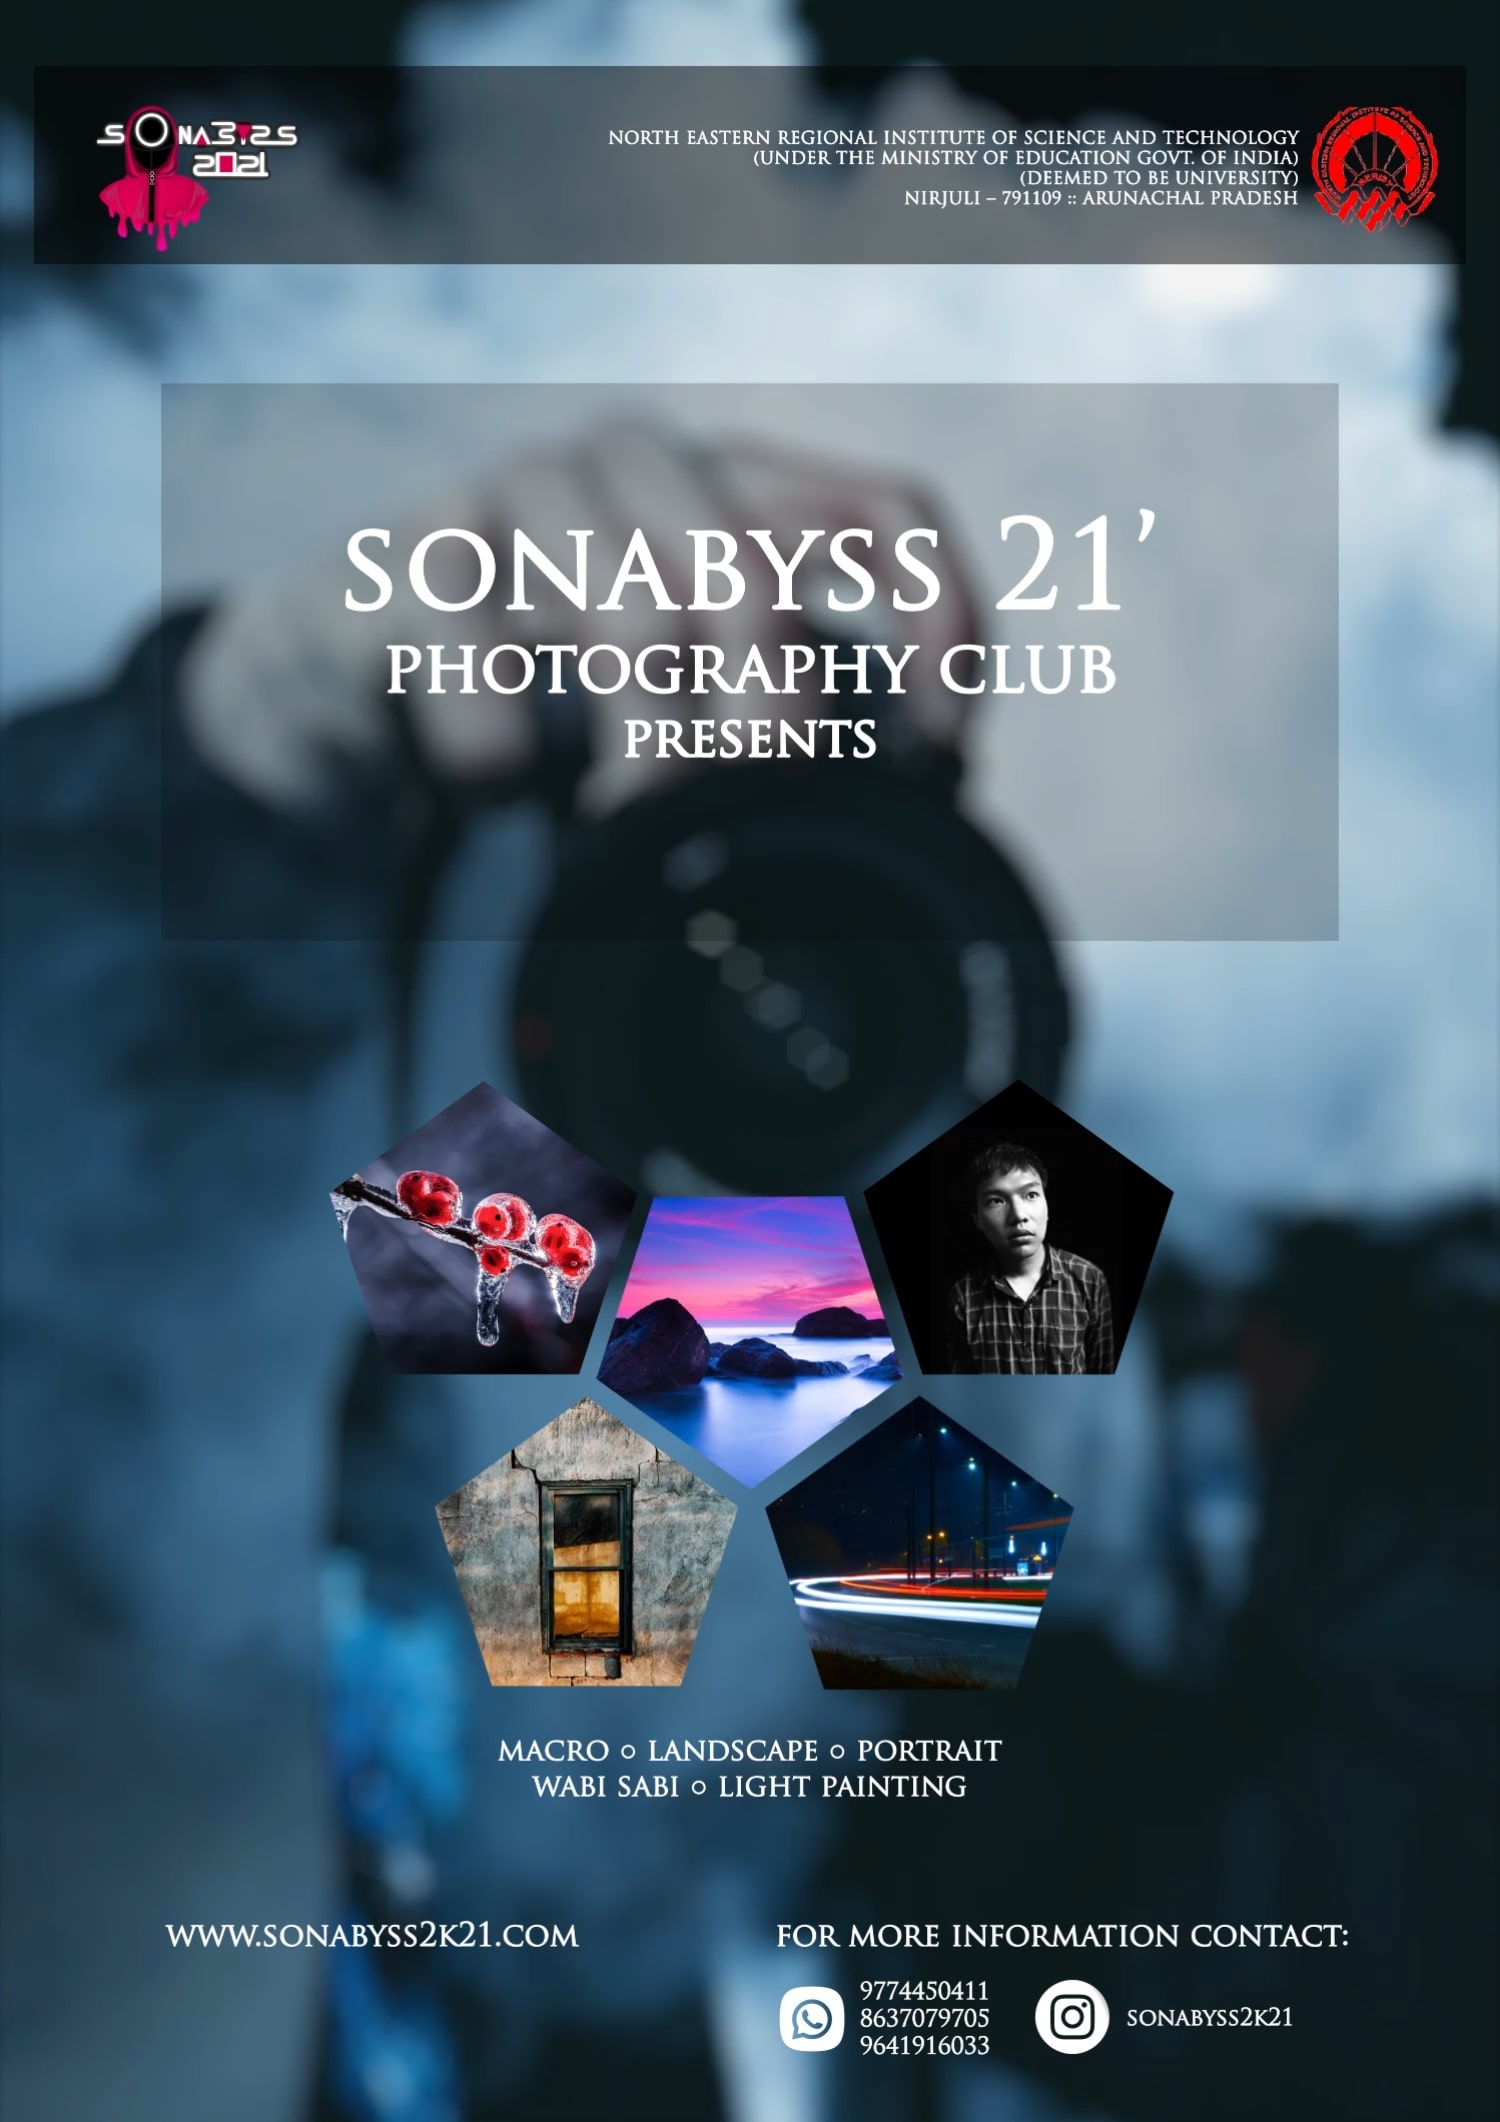 SONABYSS
2021
NORTH EASTERN REGIONAL INSTITUTE OF SCIENCE AND TECHNOLOGY
(UNDER THE MINISTRY OF EDUCATION GOVT. OF INDIA)
(DEEMED TO BE UNIVERSITY)
NIRJULI – 791109 :: ARUNACHAL PRADESH
SONABYSS 21’
PHOTOGRAPHY CLUB
PRESENTS
MACRO ○ LANDSCAPE ○ PORTRAIT
WABI SABI ○ LIGHT PAINTING
WWW.SONABYSS2K21.COM
FOR MORE INFORMATION CONTACT:
9774450411
8637079705
9641916033
SONABYSS2K21